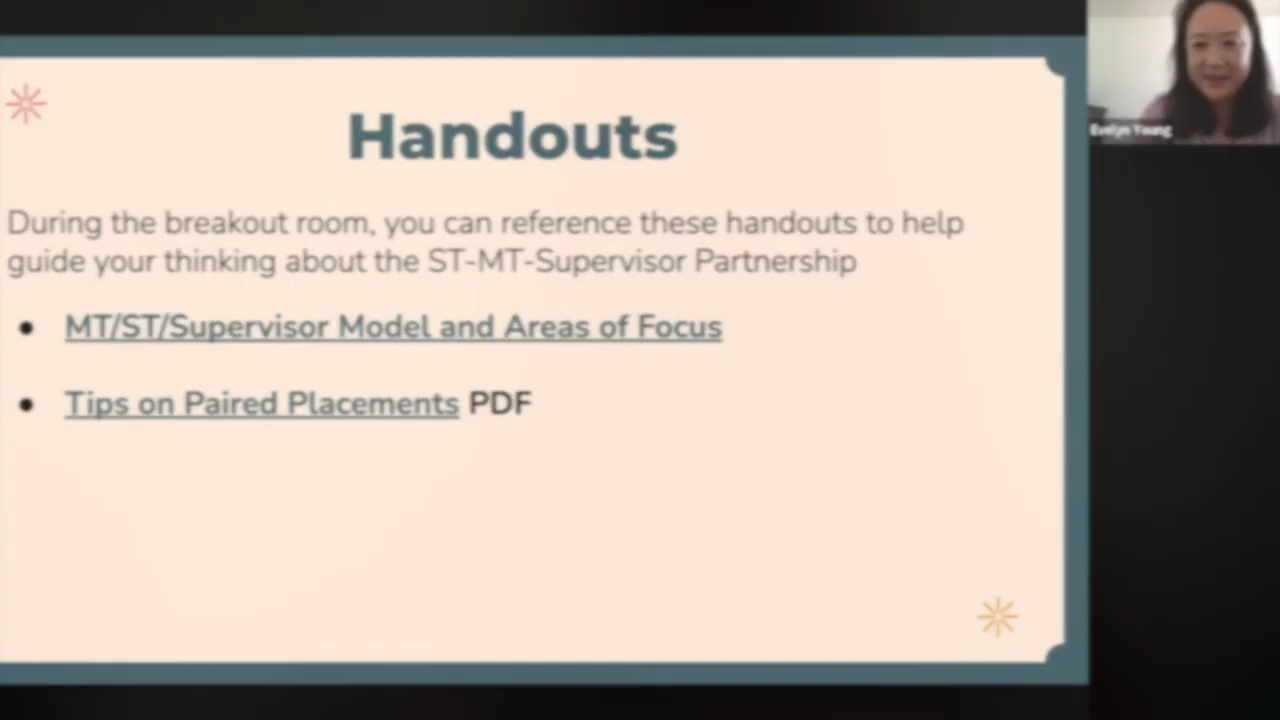 Handouts
During the breakout room, you can reference these handouts to help
guide your thinking about the ST-MT-Supervisor Partnership
MT/ST/Supervisor Model and Areas of Focus
Tips on Paired Placements PDF
Evelyn Young